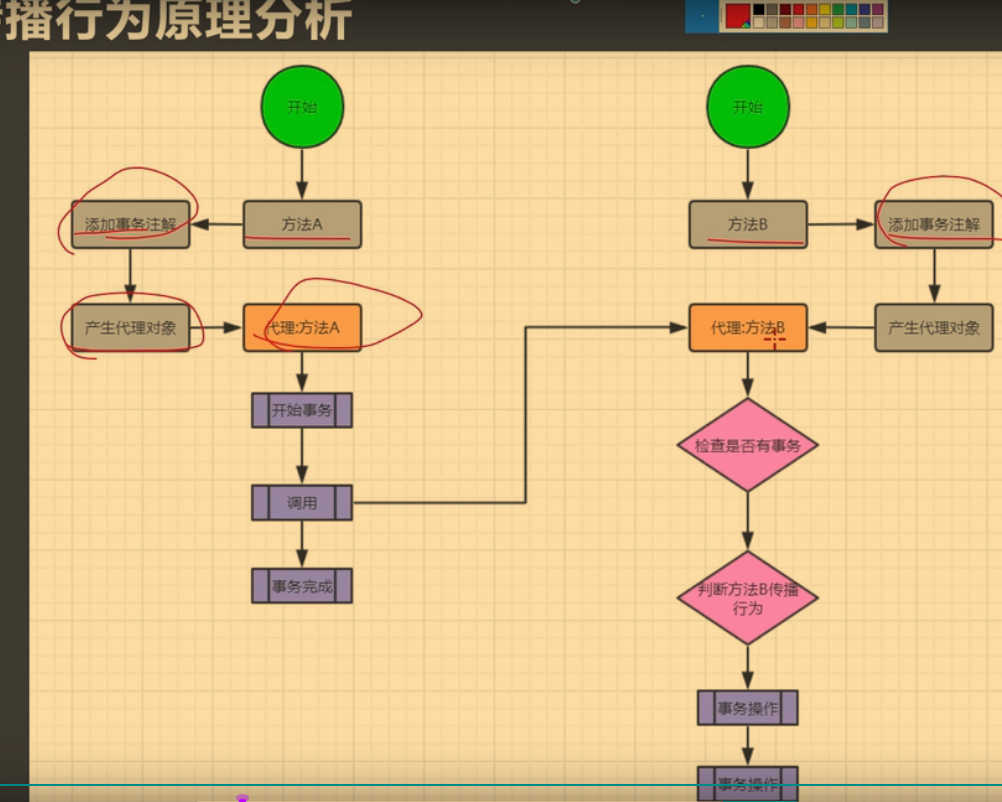 播行为原理分析
开始
方法A
添加事务注解
产生代理对象
代理:方法A
开始事务
调用
事务完成
开始
方法B
添加事务注解
产生代理对象
代理:方法B
检查是否有事务
判断方法B传播
行为
事务操作
事务操作